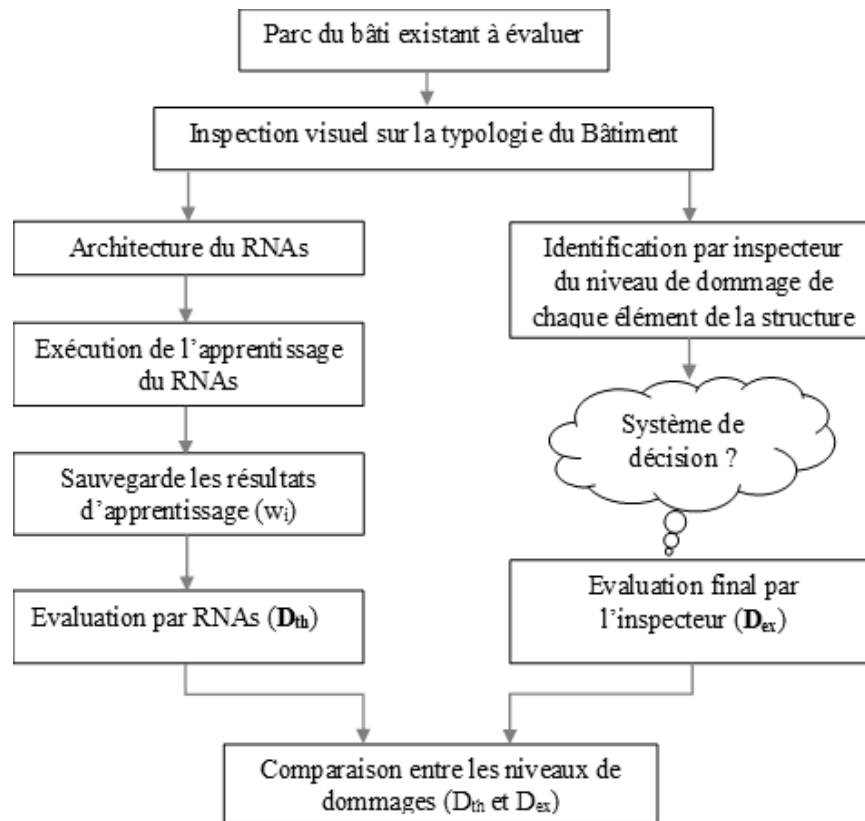 Parc du bâti existant à évaluer
Inspection visuel sur la typologie du Bâtiment
Architecture du RNAs
Exécution de l'apprentissage
du RNAs
Sauvegarde les résultats
d'apprentissage (wᵢ)
Evaluation par RNAs (Dₜₕ)
Identification par inspecteur
du niveau de dommage de
chaque élément de la structure
Système de
décision ?
Evaluation final par
l'inspecteur (Dₑₓ)
Comparaison entre les niveaux de
dommages (Dₜₕ et Dₑₓ)